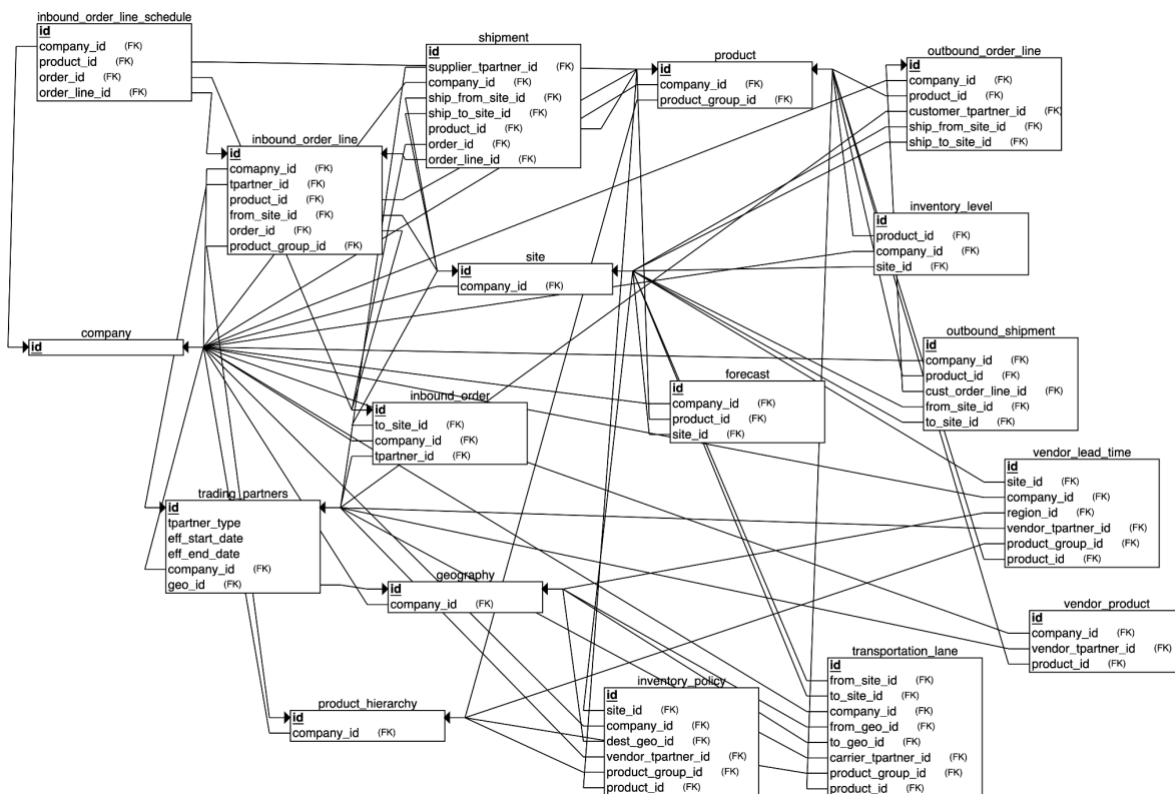 inbound_order_line_schedule
id
company_id (FK)
product_id (FK)
order_id (FK)
order_line_id (FK)
shipment
id
supplier_tpartner_id (FK)
company_id (FK)
ship_from_site_id (FK)
ship_to_site_id (FK)
product_id (FK)
order_id (FK)
order_line_id (FK)
product
id
company_id (FK)
product_group_id (FK)
outbound_order_line
id
company_id (FK)
product_id (FK)
customer_tpartner_id (FK)
ship_from_site_id (FK)
ship_to_site_id (FK)
inbound_order_line
id
comapny_id (FK)
tpartner_id (FK)
product_id (FK)
from_site_id (FK)
order_id (FK)
product_group_id (FK)
inventory_level
product_id (FK)
company_id (FK)
site_id (FK)
site
id
company_id (FK)
company
id
outbound_shipment
id
company_id (FK)
product_id (FK)
cust_order_line_id (FK)
from_site_id (FK)
to_site_id (FK)
forecast
id
company_id (FK)
product_id (FK)
site_id (FK)
inbound_order
id
to_site_id (FK)
company_id (FK)
tpartner_id (FK)
vendor_lead_time
id
site_id (FK)
company_id (FK)
region_id (FK)
vendor_tpartner_id (FK)
product_group_id (FK)
product_id (FK)
trading_partners
id
tpartner_type
eff_start_date
eff_end_date
company_id (FK)
geo_id (FK)
geography
id
company_id (FK)
vendor_product
id
company_id (FK)
vendor_tpartner_id (FK)
product_id (FK)
transportation_lane
id
from_site_id (FK)
to_site_id (FK)
company_id (FK)
from_geo_id (FK)
to_geo_id (FK)
carrier_tpartner_id (FK)
product_group_id (FK)
product_id (FK)
inventory_policy
id
site_id (FK)
company_id (FK)
dest_geo_id (FK)
vendor_tpartner_id (FK)
product_group_id (FK)
product_id (FK)
product_hierarchy
id
company_id (FK)